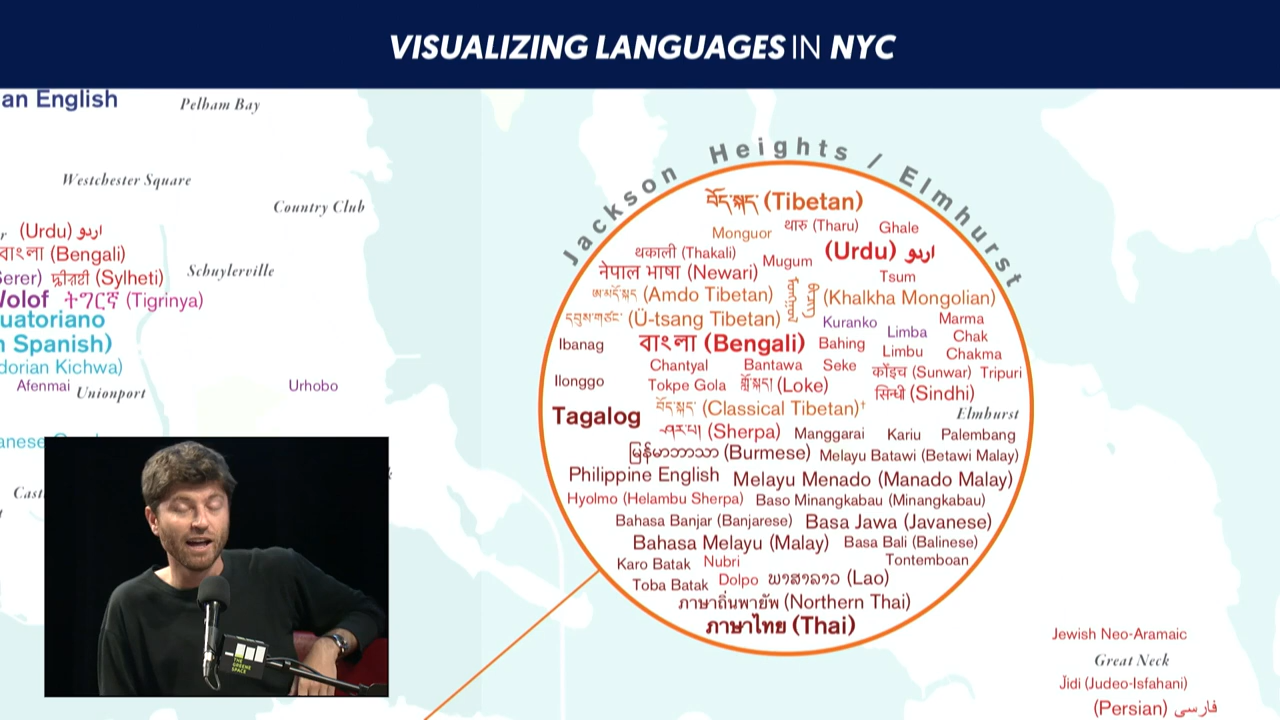 VISUALIZING LANGUAGES IN NYC
an English
Pelham Bay
Westchester Square
Country Club
(Urdu) اردو
বাংলা (Bengali)
Schuylerville
(Sylheti)
Wolof ትግርኛ (Tigrinya)
uatoriano
Spanish)
dorian Kichwa)
Afenmai
Unionport
Urhobo
Jackson Heights / Elmhurst
བོད་སྐད་ (Tibetan)
Monguor थारु (Tharu) Ghale
थकाली (Thakali) Mugum (Urdu) اردو
नेपाल भाषा (Newari) Tsum
ཨ་མདོ་སྐད་ (Amdo Tibetan) (Khalkha Mongolian)
དབུས་གཙང་ (Ü-tsang Tibetan) Kuranko Limba Marma
Ibanag বাংলা (Bengali) Bahing Limbu Chak
Chakma
Chantyal Bantawa Seke कोँइच (Sunwar) Tripuri
Ilonggo Tokpe Gola (Loke) सिन्धी (Sindhi)
Tagalog བོད་སྐད་ (Classical Tibetan)† Elmhurst
(Sherpa) Manggarai Kariu Palembang
မြန်မာဘာသာ (Burmese) Melayu Batawi (Betawi Malay)
Philippine English Melayu Menado (Manado Malay)
Hyolmo (Helambu Sherpa) Baso Minangkabau (Minangkabau)
Bahasa Banjar (Banjarese) Basa Jawa (Javanese)
Bahasa Melayu (Malay) Basa Bali (Balinese)
Karo Batak Nubri Tontemboan
Toba Batak Dolpo ພາສາລາວ (Lao)
ภาษาถิ่นพายัพ (Northern Thai)
ภาษาไทย (Thai)
Jewish Neo-Aramaic
Great Neck
Jidi (Judeo-Isfahani)
(Persian) فارسی
THE
GREENE
SPACE